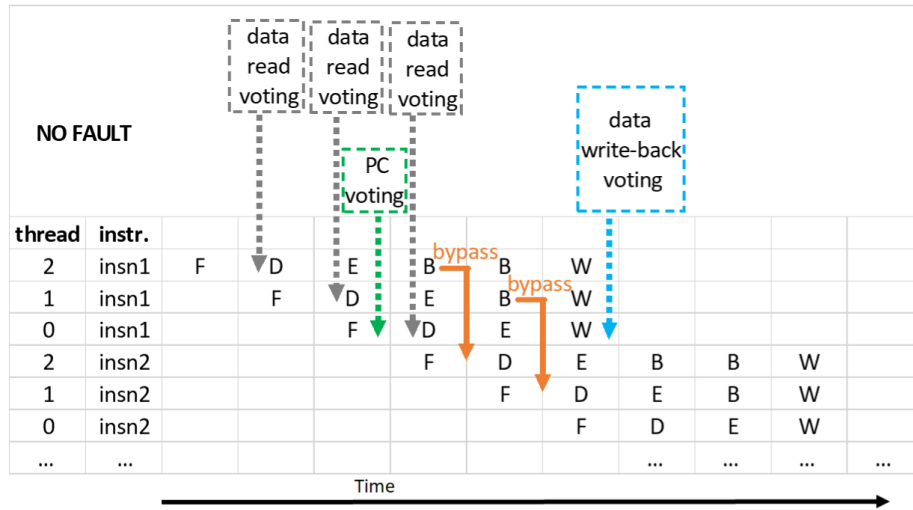 data
read
voting
data
read
voting
data
read
voting
NO FAULT
PC
voting
data
write-back
voting
thread instr.
2 insn1 F D E B B W
bypass
1 insn1 F D E B W
bypass
0 insn1 F D E W
2 insn2 F D E B B W
1 insn2 F D E B W
0 insn2 F D E W
... ... ... ... ... ...
Time